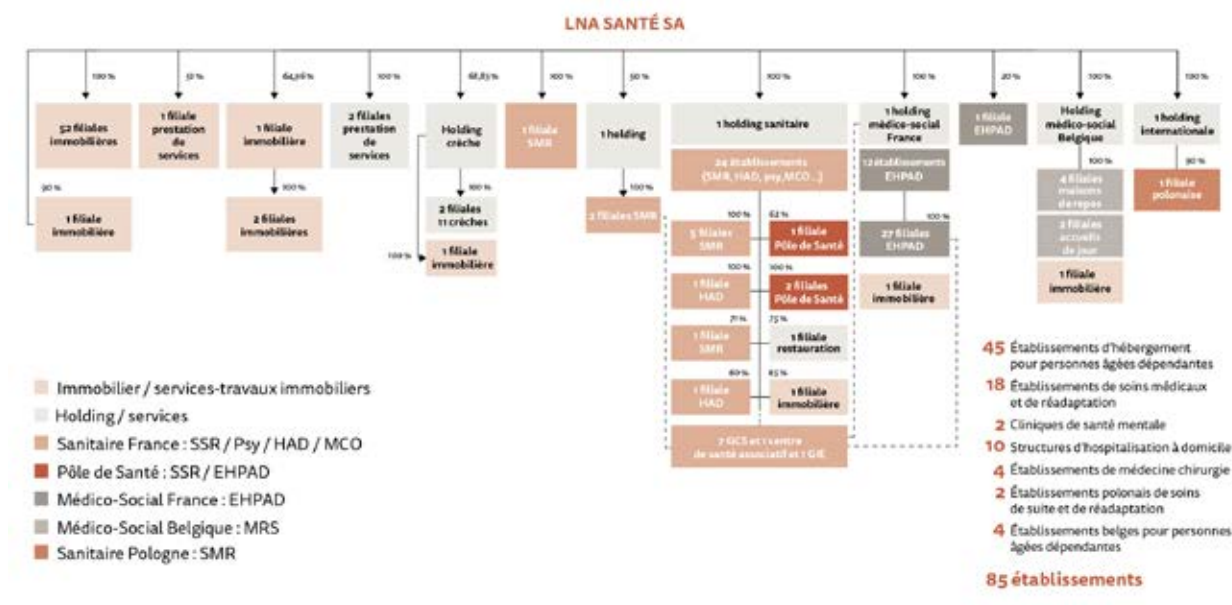 LNA SANTÉ SA
100 %
51 %
64,96 %
100 %
68,83 %
100 %
50 %
100 %
100 %
20 %
100 %
100 %
52 filiales
immobilières
1 filiale
prestation
de
services
1 filiale
immobilière
2 filiales
prestation
de
services
Holding
crèche
1 filiale
SMR
1 holding
1 holding sanitaire
1 holding
médico-social
France
1 filiale
EHPAD
Holding
médico-social
Belgique
1 holding
internationale
90 %
1 filiale
immobilière
100 %
2 filiales
immobilières
100 %
2 filiales
11 crèches
100 %
1 filiale
immobilière
100 %
2 filiales SMR
24 établissements
(SMR, HAD, psy, MCO...)
100 %
5 filiales
SMR
62 %
1 filiale
Pôle de Santé
100 %
1 filiale
HAD
100 %
2 filiales
Pôle de Santé
71 %
1 filiale
SMR
75 %
1 filiale
restauration
60 %
1 filiale
HAD
85 %
1 filiale
immobilière
7 GCS et 1 centre
de santé associatif et 1 GIE
12 établissements
EHPAD
100 %
27 filiales
EHPAD
1 filiale
immobilière
100 %
4 filiales
maisons
de repos
2 filiales
accueils
de jour
1 filiale
immobilière
90 %
1 filiale
polonaise
Immobilier / services-travaux immobiliers
Holding / services
Sanitaire France : SSR / Psy / HAD / MCO
Pôle de Santé : SSR / EHPAD
Médico-Social France : EHPAD
Médico-Social Belgique : MRS
Sanitaire Pologne : SMR
45 Établissements d'hébergement
pour personnes âgées dépendantes
18 Établissements de soins médicaux
et de réadaptation
2 Cliniques de santé mentale
10 Structures d'hospitalisation à domicile
4 Établissements de médecine chirurgie
2 Établissements polonais de soins
de suite et de réadaptation
4 Établissements belges pour personnes
âgées dépendantes
85 établissements